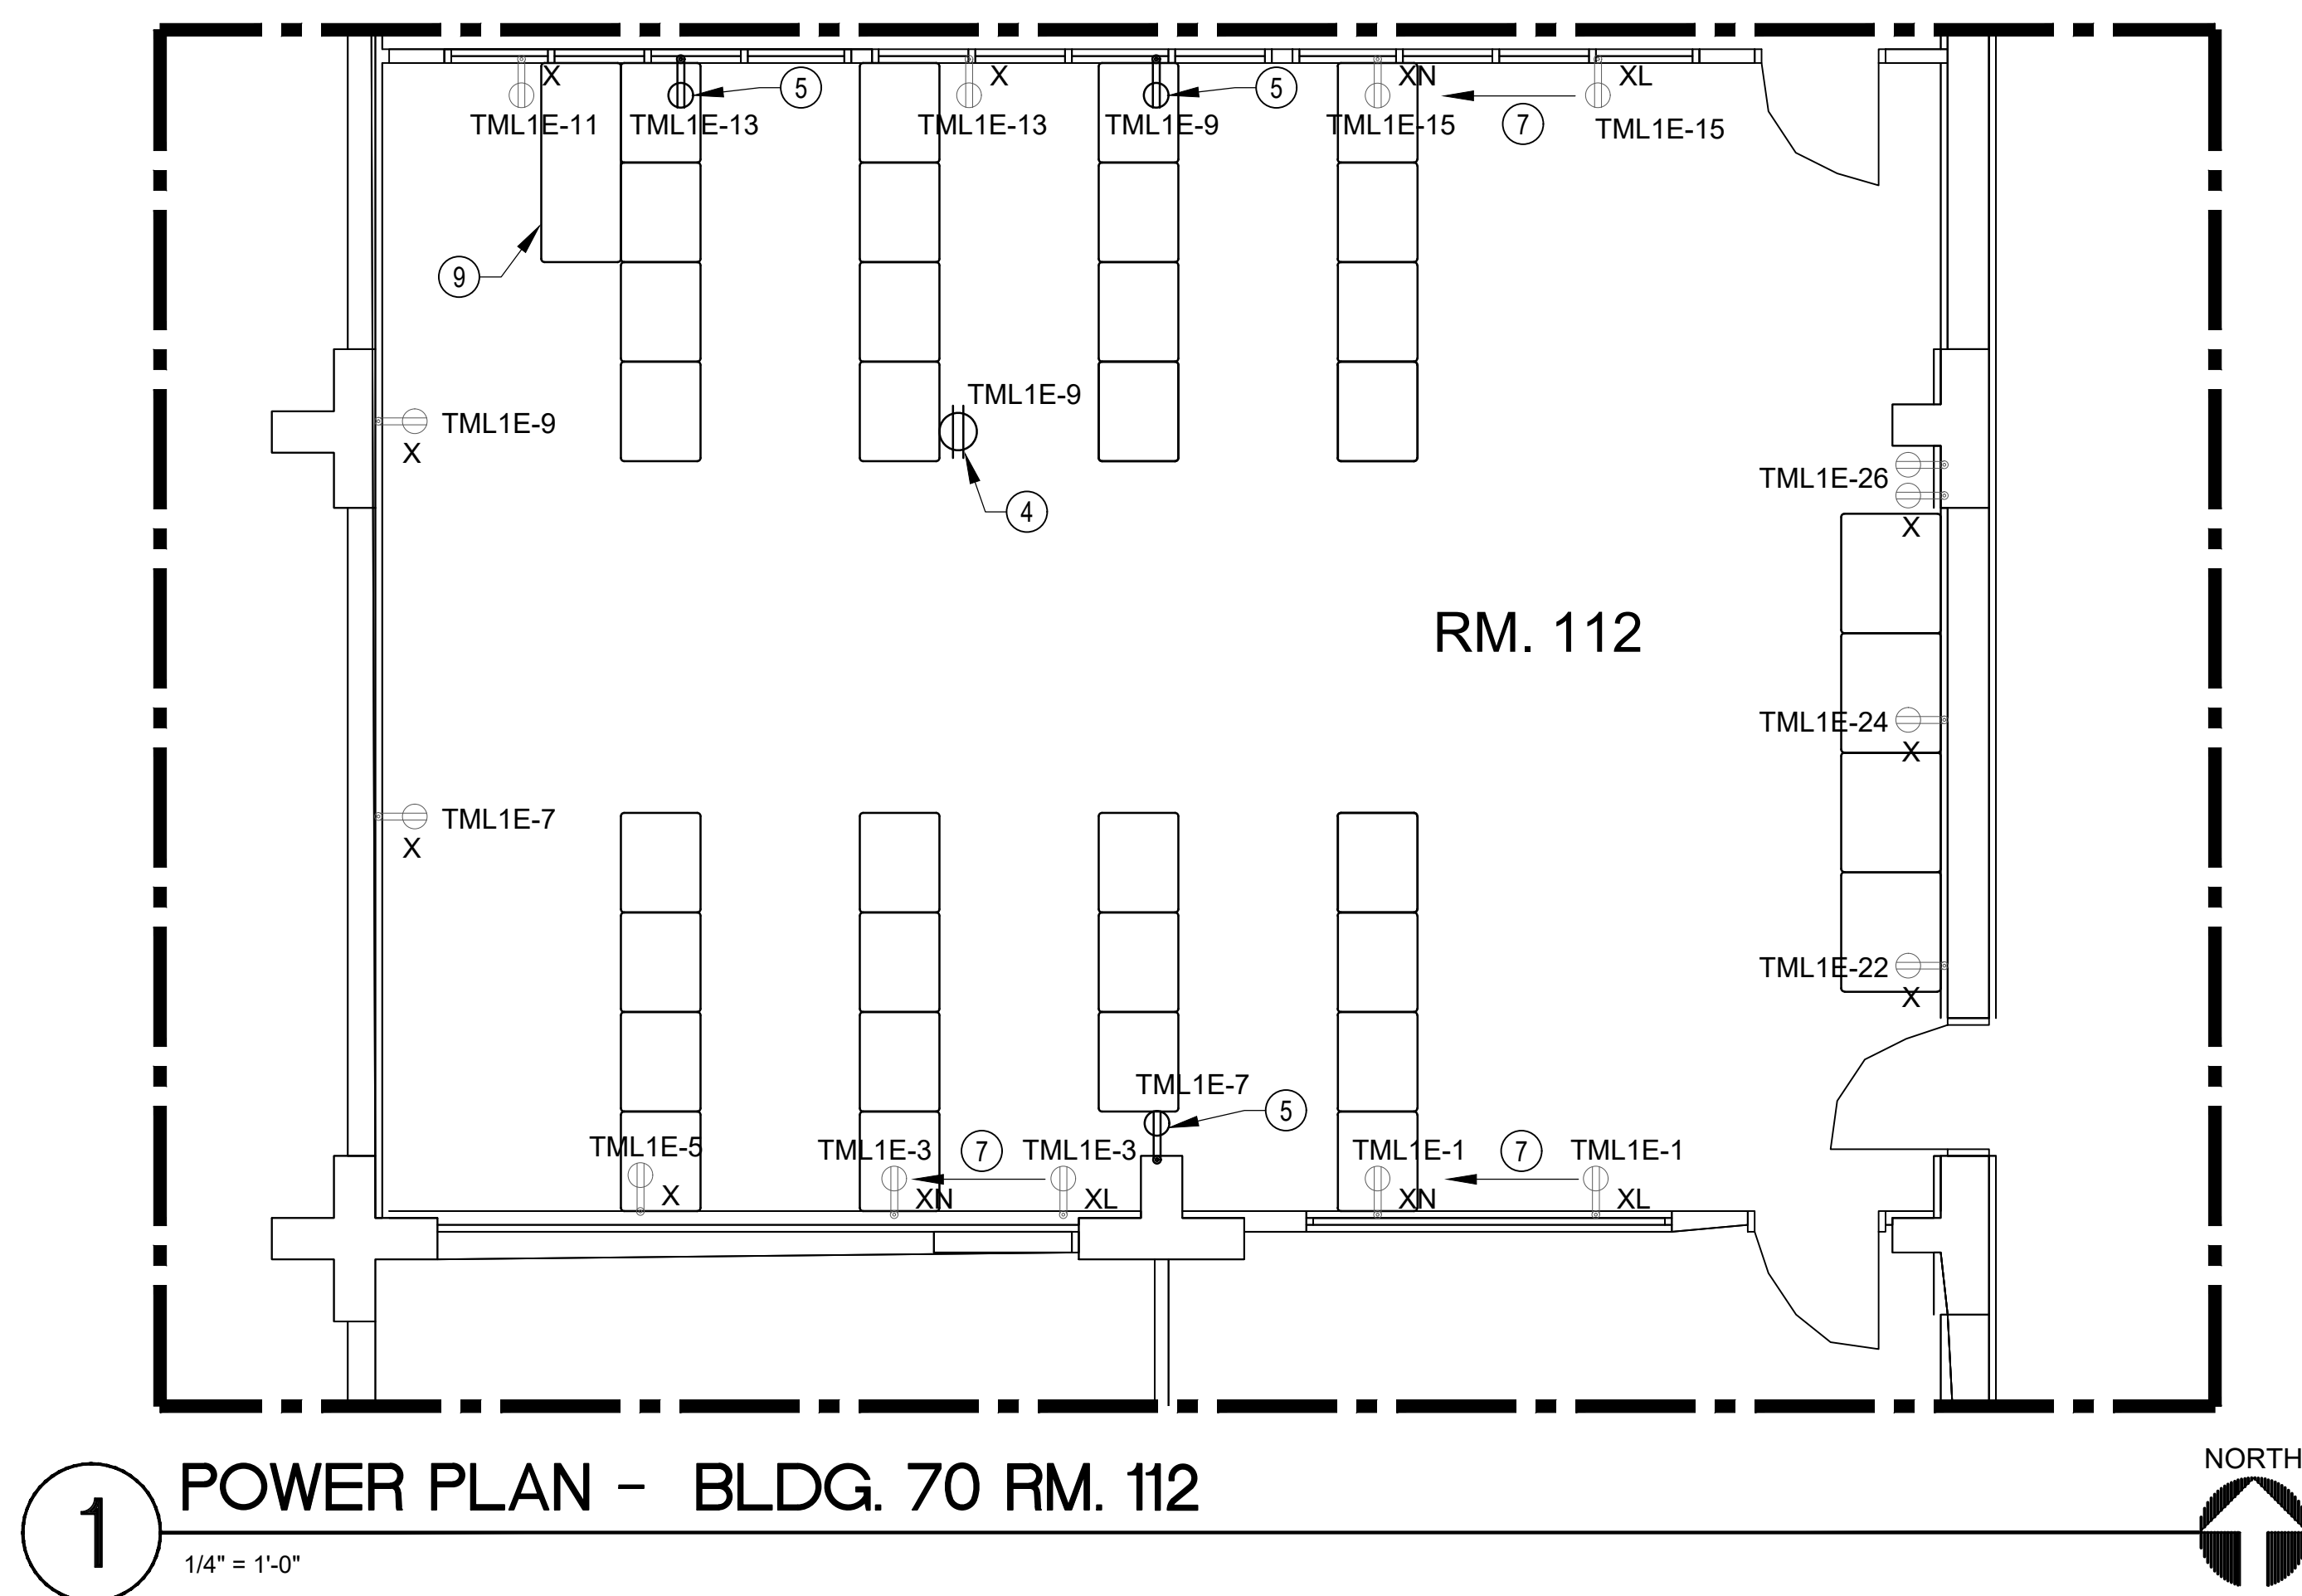 X
X
XN
XL
5
5
7
TML1E-11
TML1E-13
TML1E-13
TML1E-9
TML1E-15
TML1E-15
9
TML1E-9
TML1E-9
X
4
TML1E-26
X
RM. 112
TML1E-24
X
TML1E-7
X
TML1E-22
X
TML1E-7
5
TML1E-5
TML1E-3
7
TML1E-3
TML1E-1
7
TML1E-1
X
XN
XL
XN
XL
1
POWER PLAN - BLDG. 70 RM. 112
1/4" = 1'-0"
NORTH